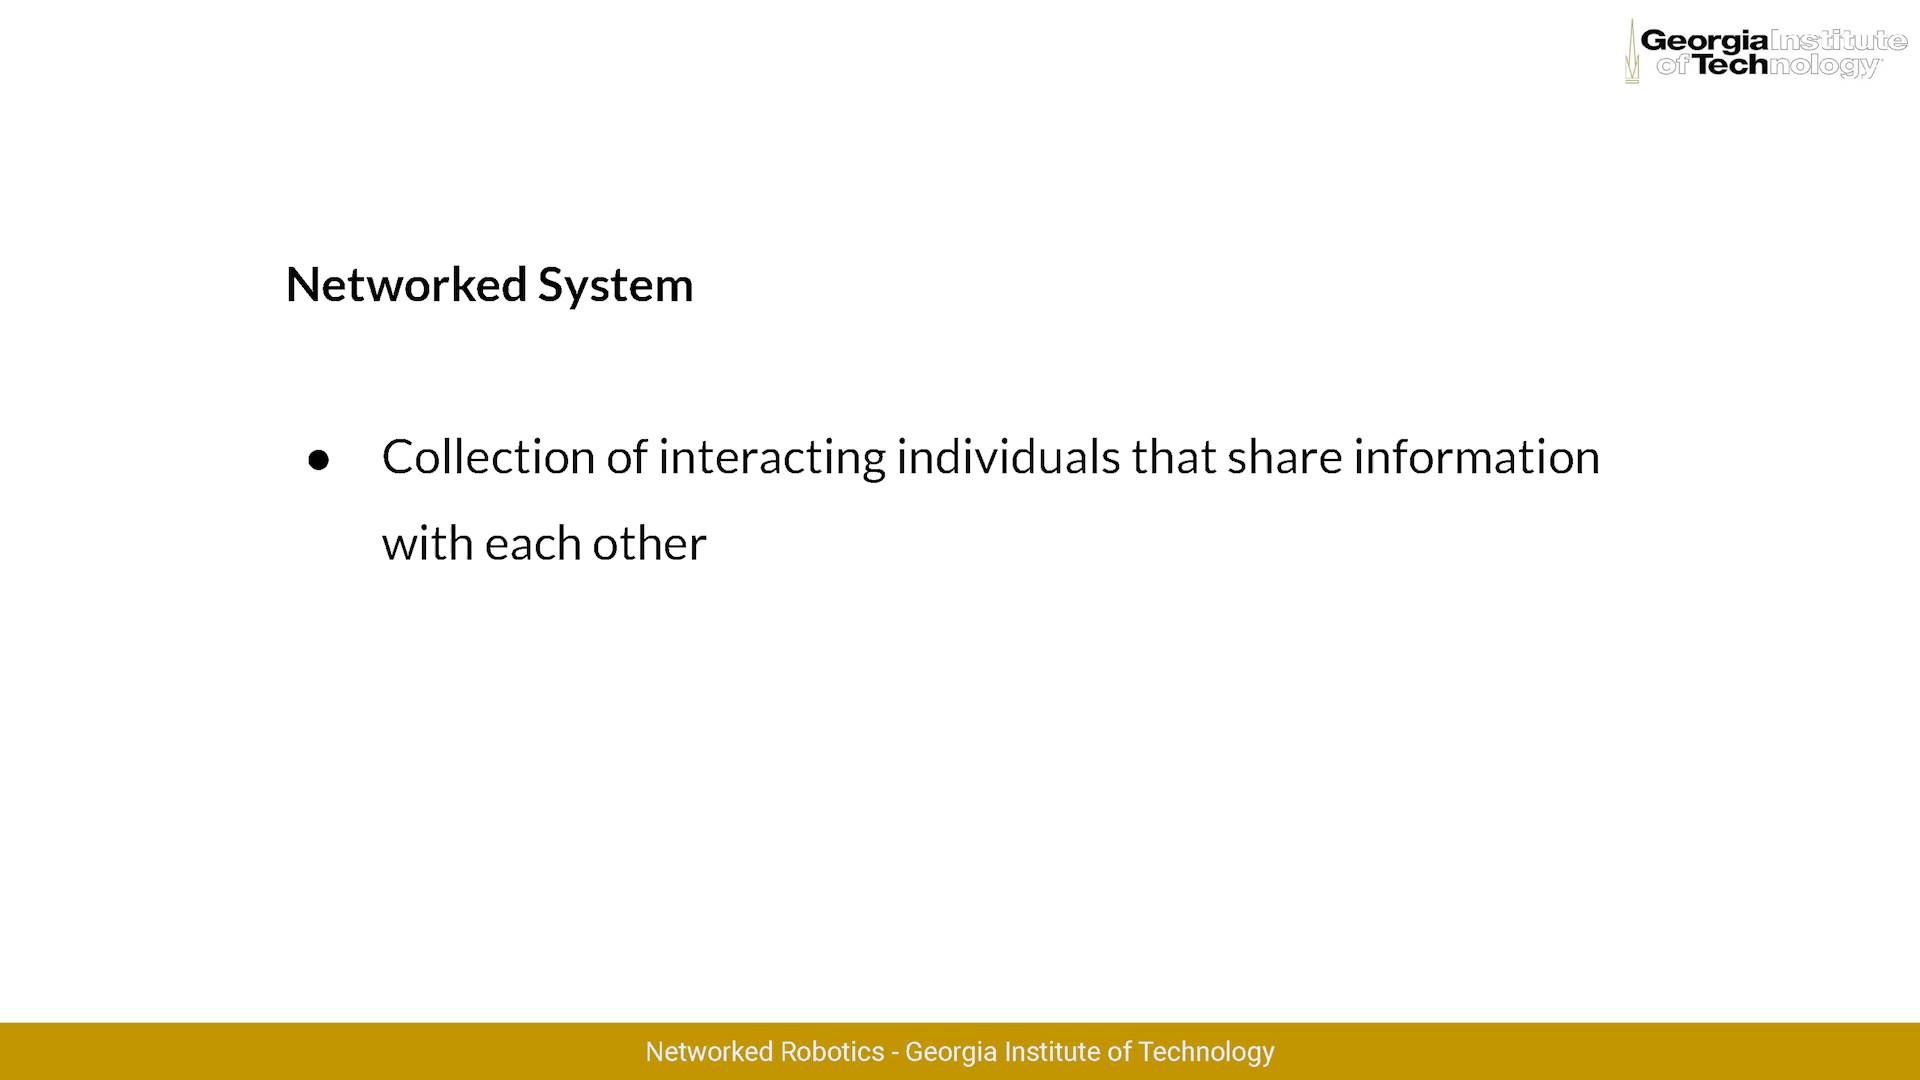 Georgia Institute
of Technology
Networked System
● Collection of interacting individuals that share information
with each other
Networked Robotics - Georgia Institute of Technology